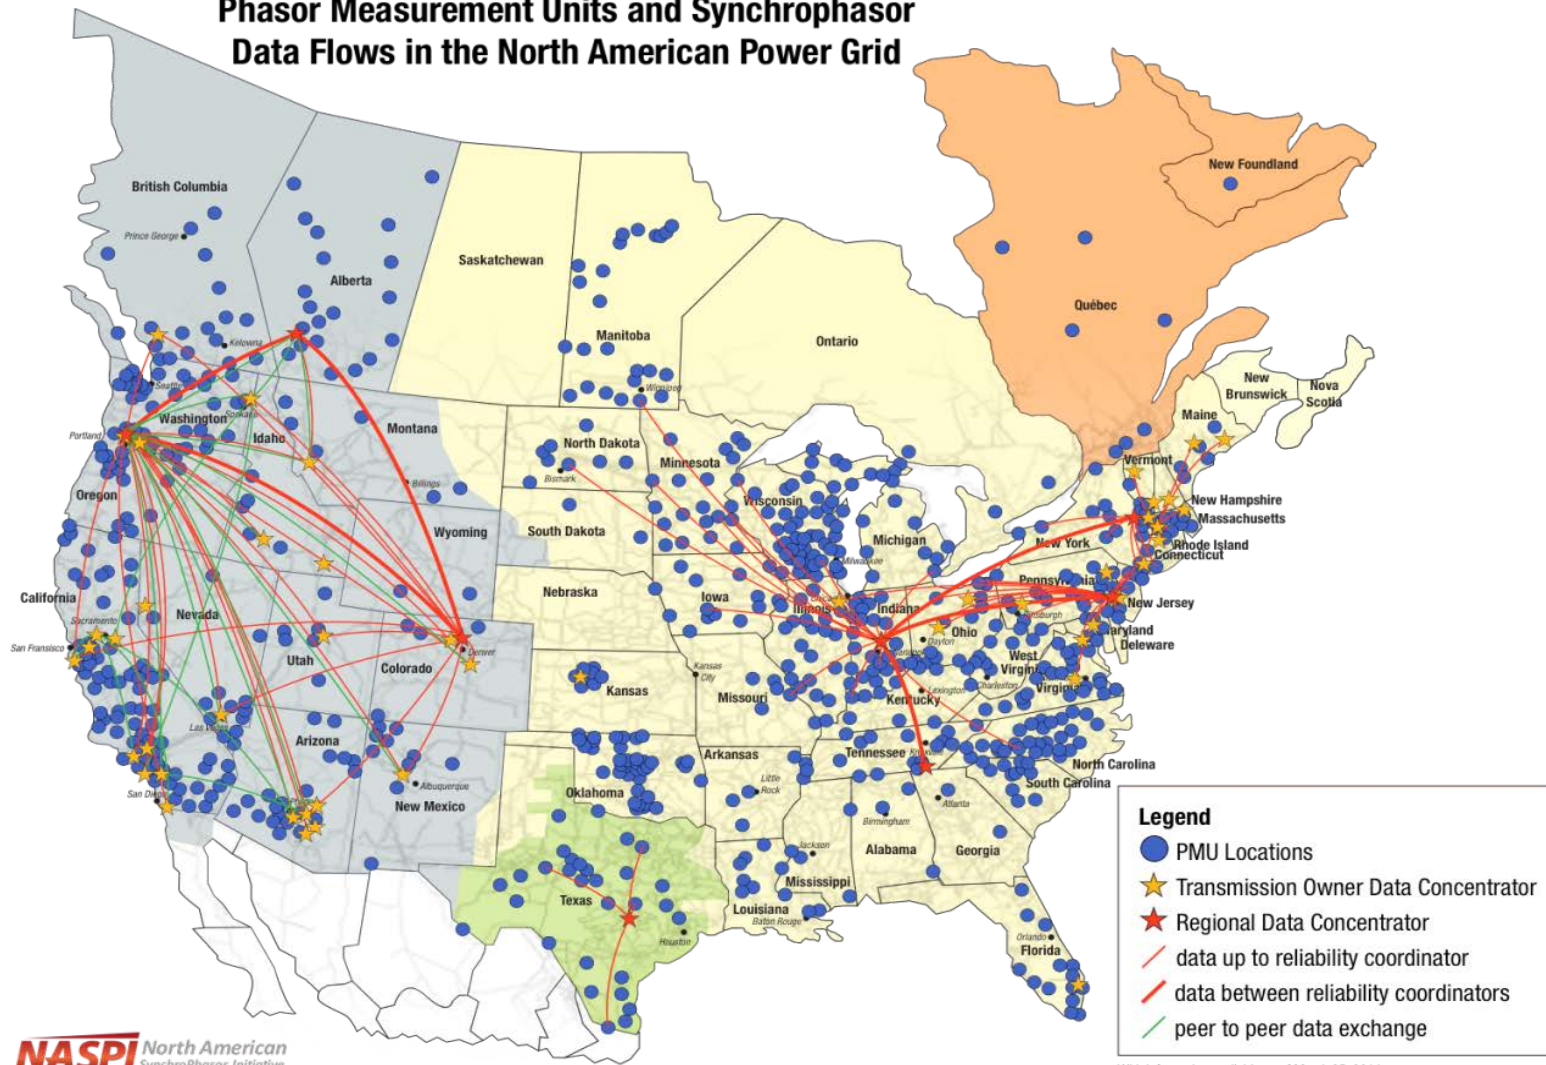 Phasor Measurement Units and Synchrophasor
Data Flows in the North American Power Grid
New Foundland
British Columbia
Prince George
Alberta
Saskatchewan
Manitoba
Ontario
Québec
Kelowna
Winnipeg
New
Brunswick
Nova
Scotia
Maine
Seattle
Washington
Spokane
Portland
Idaho
Montana
North Dakota
Minnesota
Vermont
Bismark
Billings
Oregon
Wisconsin
New Hampshire
Massachusetts
Wyoming
South Dakota
Michigan
New York
Rhode Island
Connecticut
Milwaukee
Pennsylvania
California
Nevada
Nebraska
Iowa
Illinois
Indiana
New Jersey
Sacramento
Pittsburgh
Ohio
Maryland
Dayton
Delaware
San Fransisco
Denver
Utah
Colorado
Kansas
City
West
Virginia
Charleston
Virginia
Kansas
Missouri
Lexington
Kentucky
Las Vegas
Arizona
Arkansas
Tennessee
Knoxville
North Carolina
South Carolina
San Diego
Albuquerque
New Mexico
Oklahoma
Little
Rock
Atlanta
Birmingham
Jackson
Alabama
Georgia
Mississippi
Texas
Louisiana
Baton Rouge
Houston
Orlando
Florida
Legend
PMU Locations
Transmission Owner Data Concentrator
Regional Data Concentrator
data up to reliability coordinator
data between reliability coordinators
peer to peer data exchange
NASPI
North American
SynchroPhasor Initiative